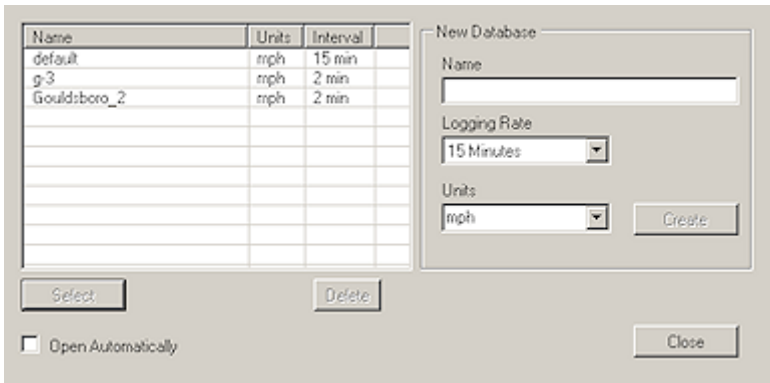 Name Units Interval
default mph 15 min
g-3 mph 2 min
Gouldsboro_2 mph 2 min
Select Delete
Open Automatically
New Database
Name
Logging Rate
15 Minutes
Units
mph
Create
Close